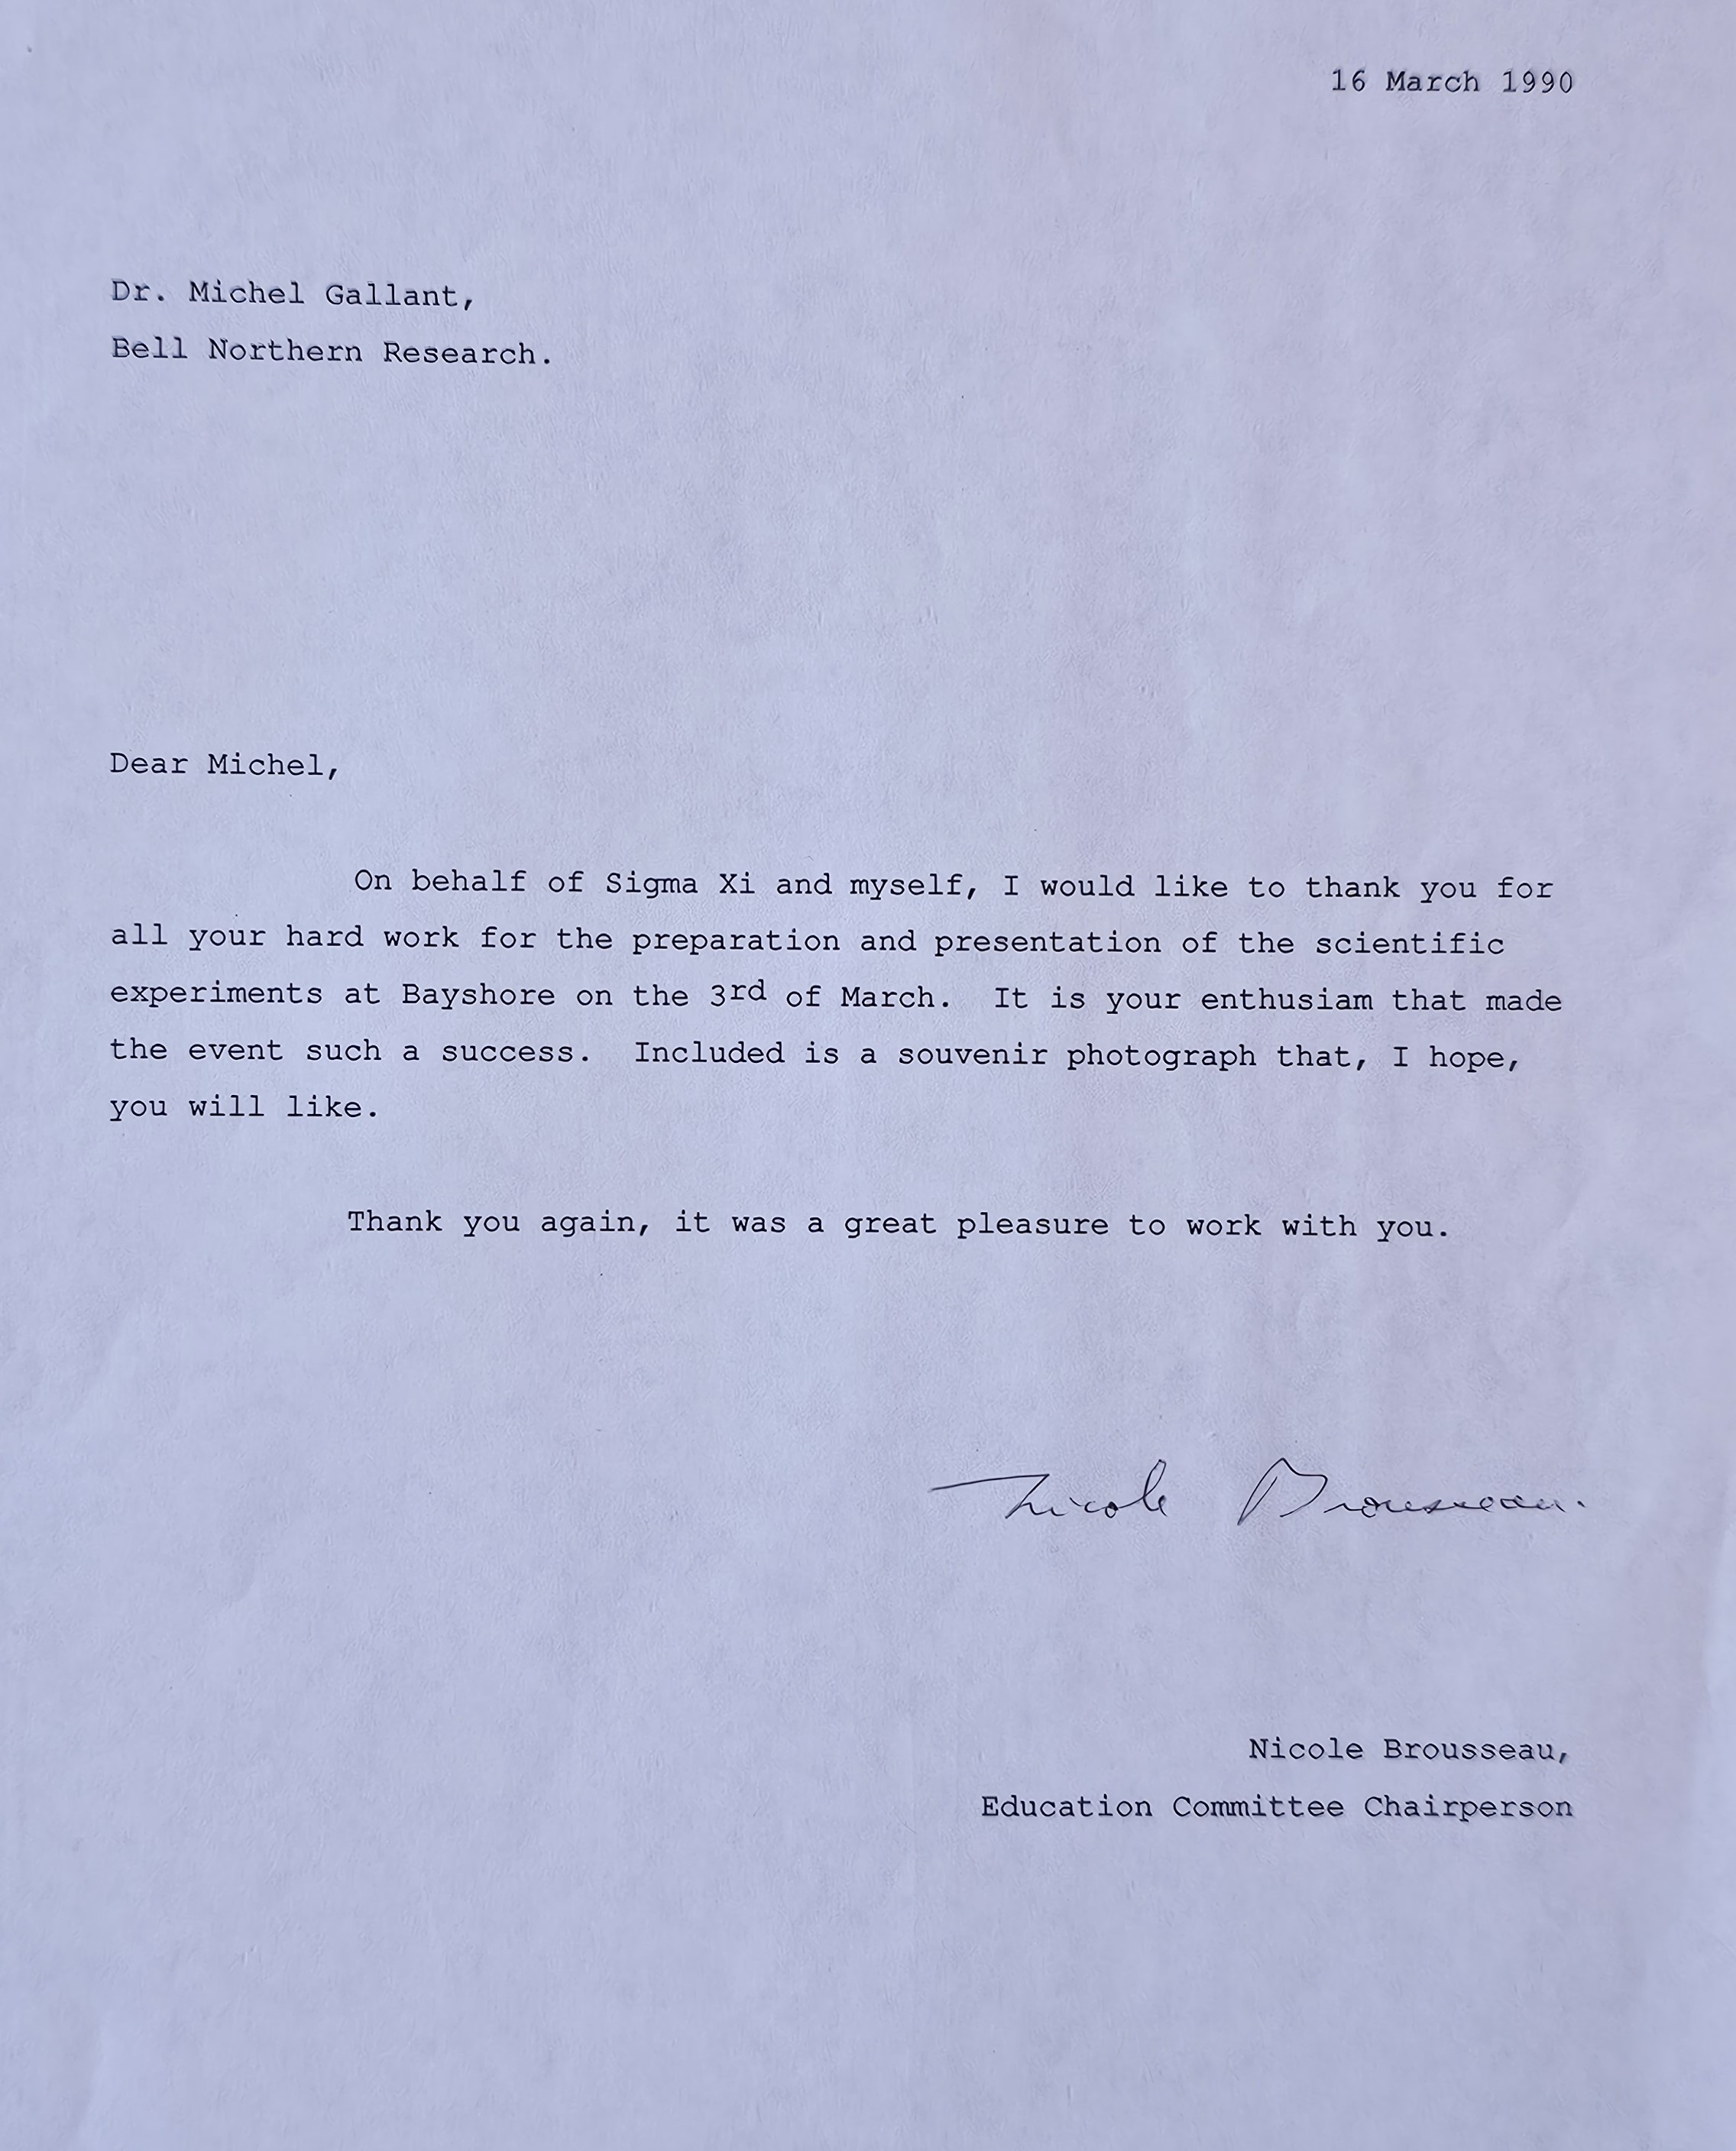 16 March 1990
Dr. Michel Gallant,
Bell Northern Research.
Dear Michel,
On behalf of Sigma Xi and myself, I would like to thank you for
all your hard work for the preparation and presentation of the scientific
experiments at Bayshore on the 3rd of March.  It is your enthusiam that made
the event such a success.  Included is a souvenir photograph that, I hope,
you will like.
Thank you again, it was a great pleasure to work with you.
Nicole Brousseau.
Nicole Brousseau,
Education Committee Chairperson